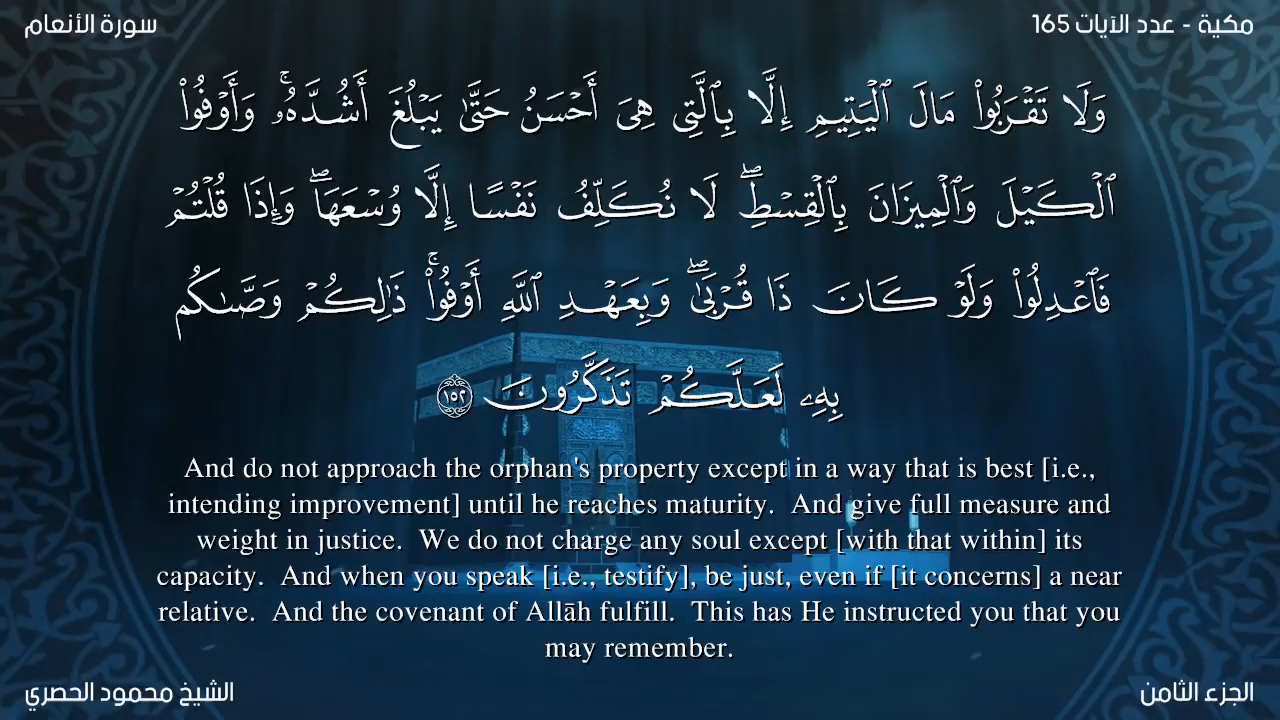 سورة الأنعام
مكية - عدد الآيات 165
وَلَا تَقْرَبُوا۟ مَالَ ٱلْيَتِيمِ إِلَّا بِٱلَّتِى هِىَ أَحْسَنُ حَتَّىٰ يَبْلُغَ أَشُدَّهُۥ ۚ وَأَوْفُوا۟
ٱلْكَيْلَ وَٱلْمِيزَانَ بِٱلْقِسْطِ ۖ لَا نُكَلِّفُ نَفْسًا إِلَّا وُسْعَهَا ۖ وَإِذَا قُلْتُمْ
فَٱعْدِلُوا۟ وَلَوْ كَانَ ذَا قُرْبَىٰ ۖ وَبِعَهْدِ ٱللَّهِ أَوْفُوا۟ ۚ ذَٰلِكُمْ وَصَّىٰكُم
بِهِۦ لَعَلَّكُمْ تَذَكَّرُونَ ١٥٢
And do not approach the orphan's property except in a way that is best [i.e.,
intending improvement] until he reaches maturity.  And give full measure and
weight in justice.  We do not charge any soul except [with that within] its
capacity.  And when you speak [i.e., testify], be just, even if [it concerns] a near
relative.  And the covenant of Allāh fulfill.  This has He instructed you that you
may remember.
الشيخ محمود الحصري
الجزء الثامن